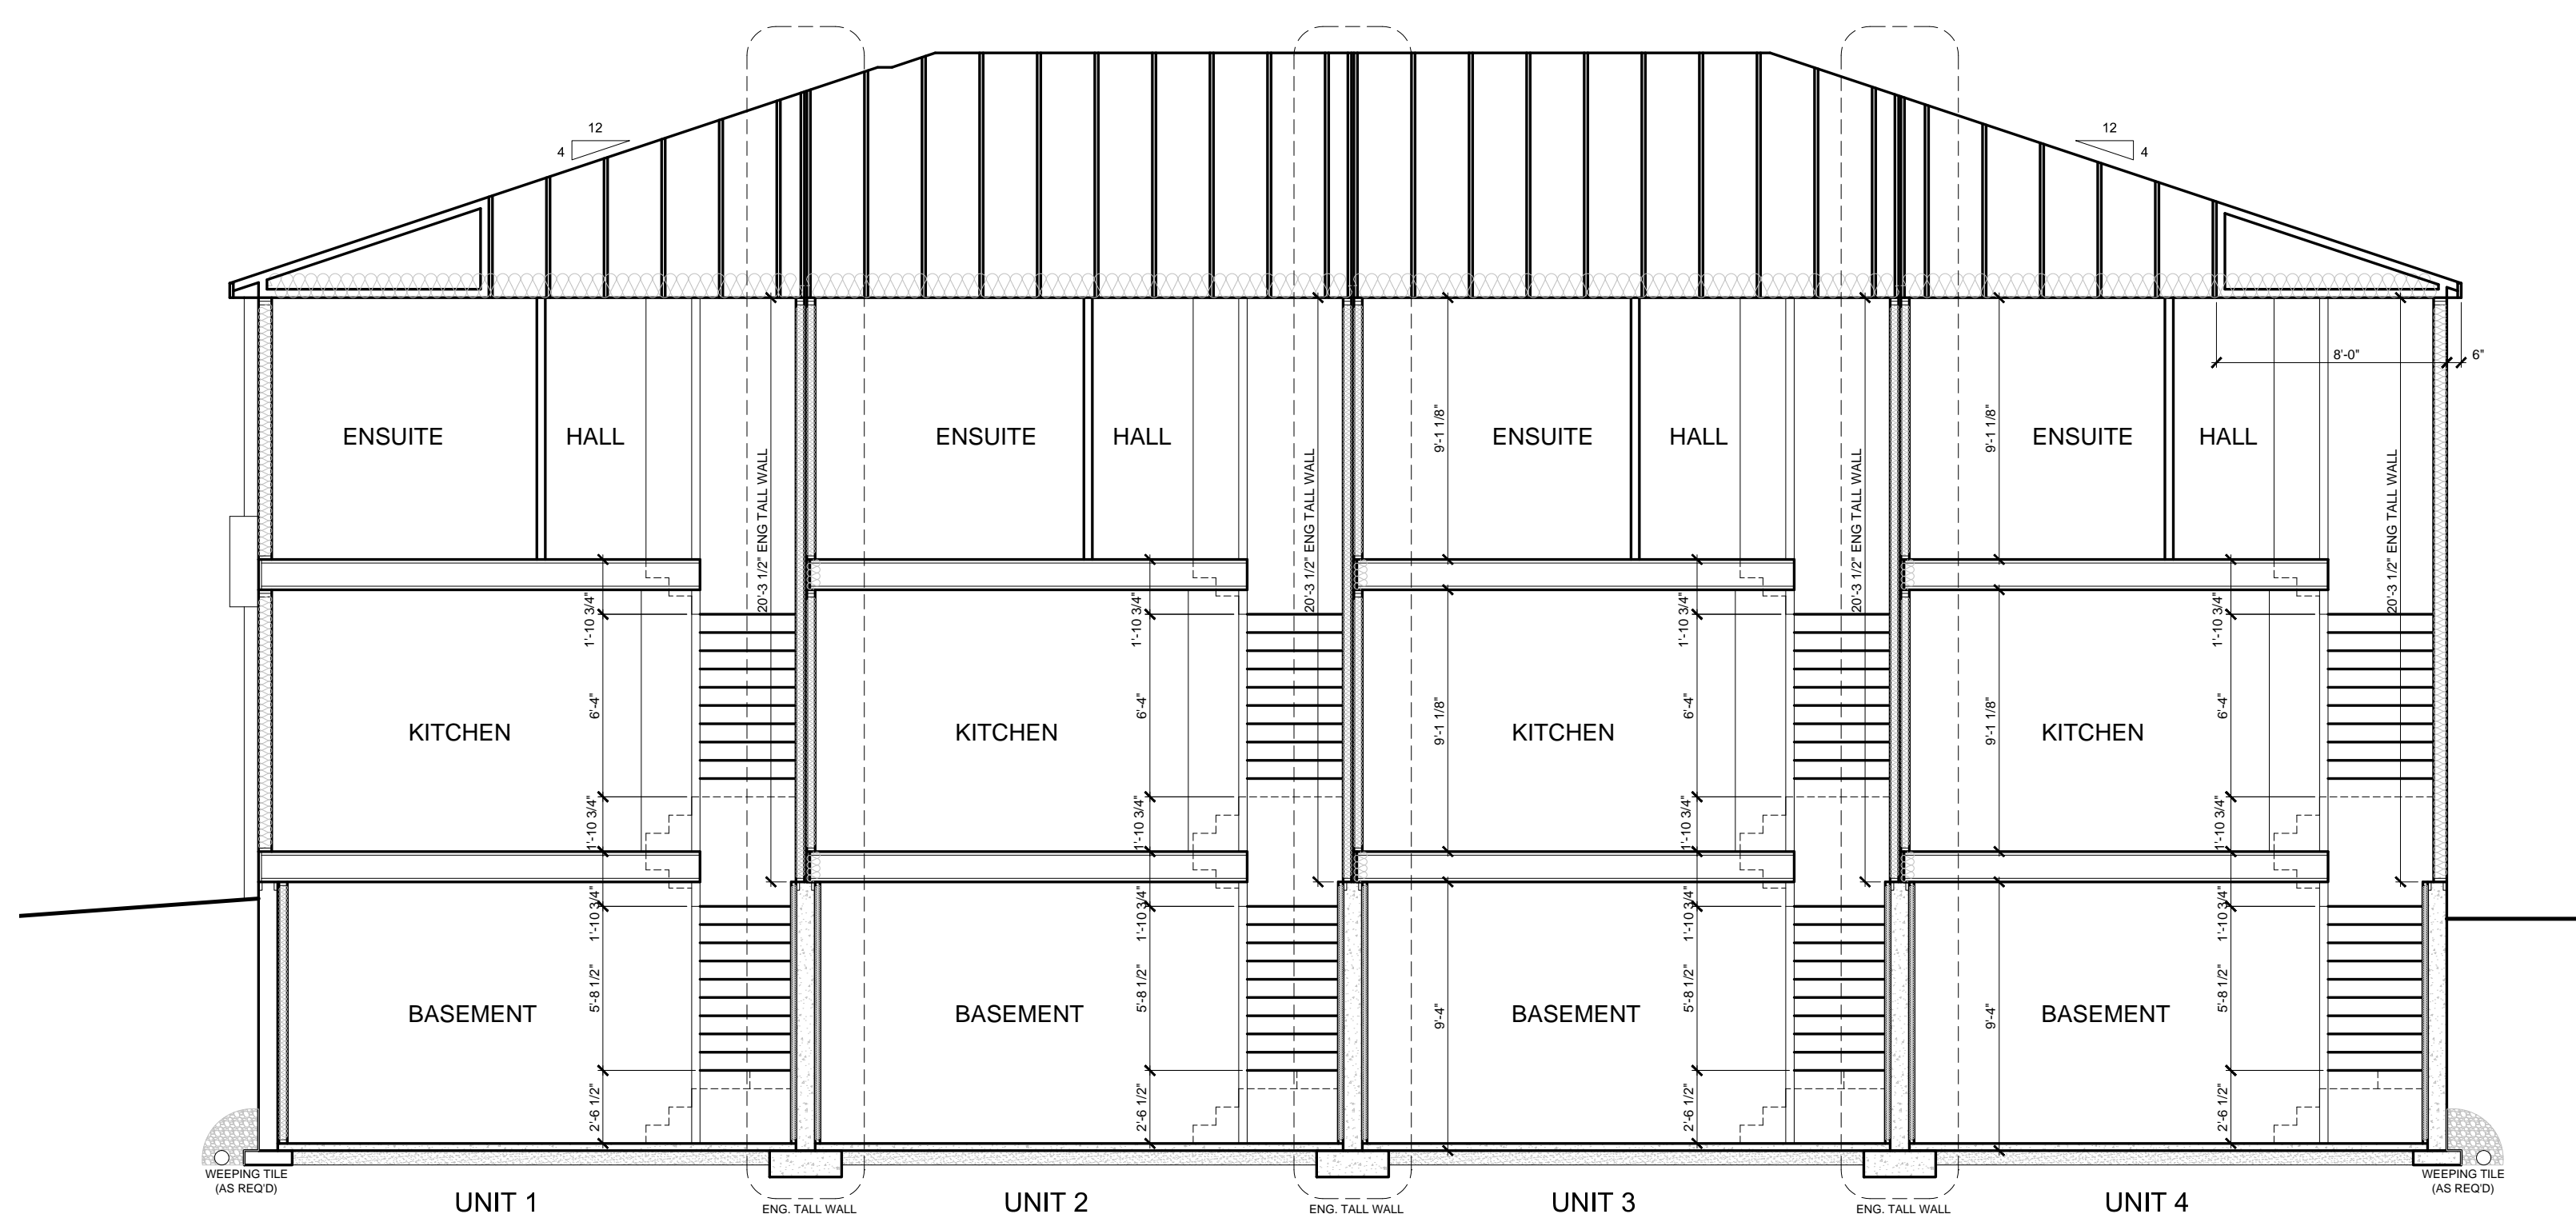 12
4
12
4
8'-0"
6"
ENSUITE
HALL
ENSUITE
HALL
ENSUITE
HALL
ENSUITE
HALL
9'-1 1/8"
9'-1 1/8"
20'-3 1/2" ENG TALL WALL
20'-3 1/2" ENG TALL WALL
20'-3 1/2" ENG TALL WALL
20'-3 1/2" ENG TALL WALL
1'-10 3/4"
1'-10 3/4"
1'-10 3/4"
1'-10 3/4"
6'-4"
6'-4"
9'-1 1/8"
6'-4"
9'-1 1/8"
6'-4"
KITCHEN
KITCHEN
KITCHEN
KITCHEN
1'-10 3/4"
1'-10 3/4"
1'-10 3/4"
1'-10 3/4"
1'-10 3/4"
1'-10 3/4"
1'-10 3/4"
1'-10 3/4"
5'-8 1/2"
5'-8 1/2"
5'-8 1/2"
5'-8 1/2"
BASEMENT
BASEMENT
9'-4"
BASEMENT
9'-4"
BASEMENT
2'-6 1/2"
2'-6 1/2"
2'-6 1/2"
2'-6 1/2"
WEEPING TILE
(AS REQ'D)
WEEPING TILE
(AS REQ'D)
UNIT 1
UNIT 2
UNIT 3
UNIT 4
ENG. TALL WALL
ENG. TALL WALL
ENG. TALL WALL